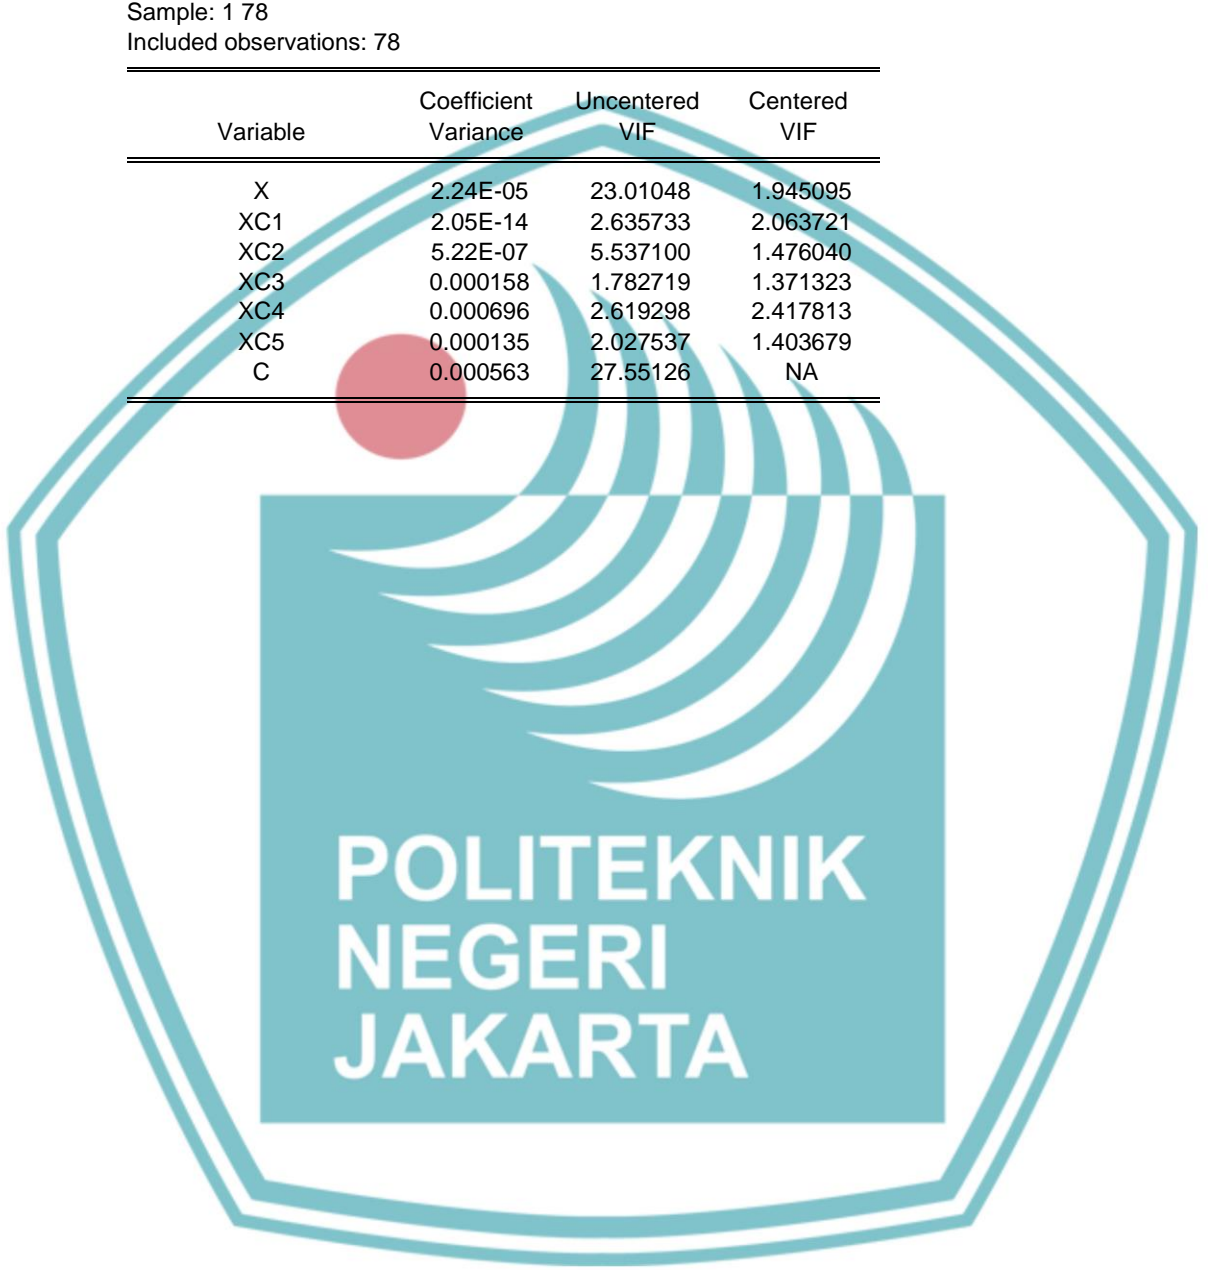 Sample: 1 78
Included observations: 78
Coefficient Uncentered Centered
Variable Variance VIF VIF
X 2.24E-05 23.01048 1.945095
XC1 2.05E-14 2.635733 2.063721
XC2 5.22E-07 5.537100 1.476040
XC3 0.000158 1.782719 1.371323
XC4 0.000696 2.619298 2.417813
XC5 0.000135 2.027537 1.403679
C 0.000563 27.55126 NA
POLITEKNIK
NEGERI
JAKARTA